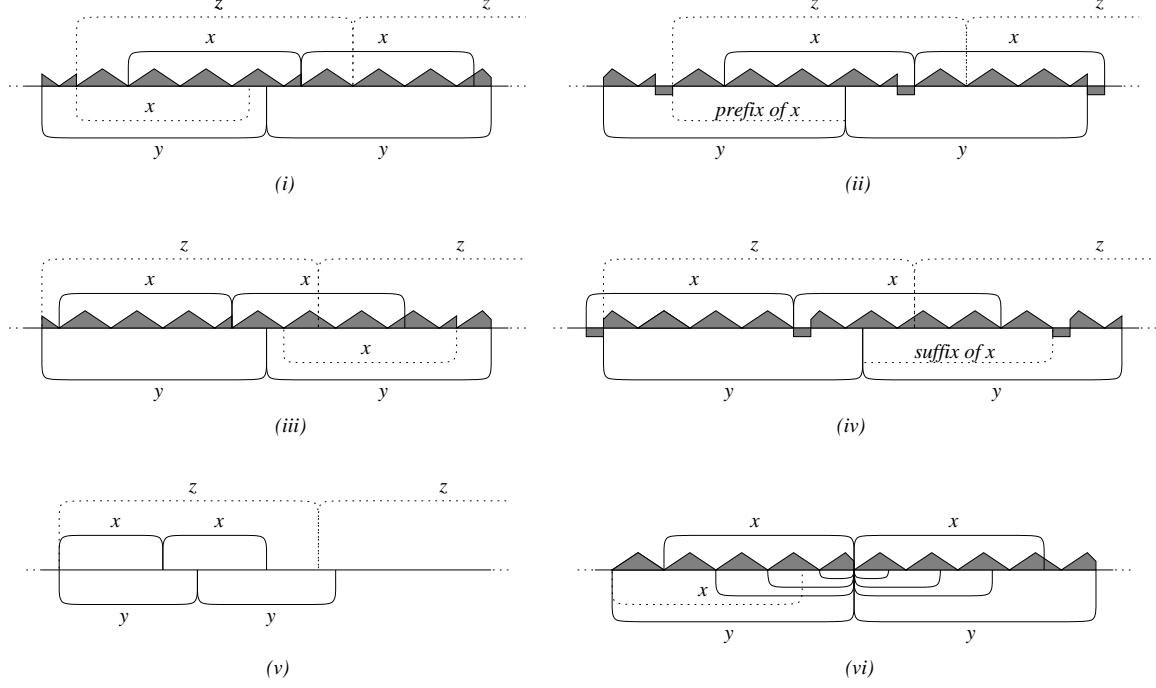 z z z z
x x x x
x prefix of x
y y y y
(i) (ii)
z z z z
x x x x
x suffix of x
y y y y
(iii) (iv)
z z
x x x x
x
y y y y
(v) (vi)